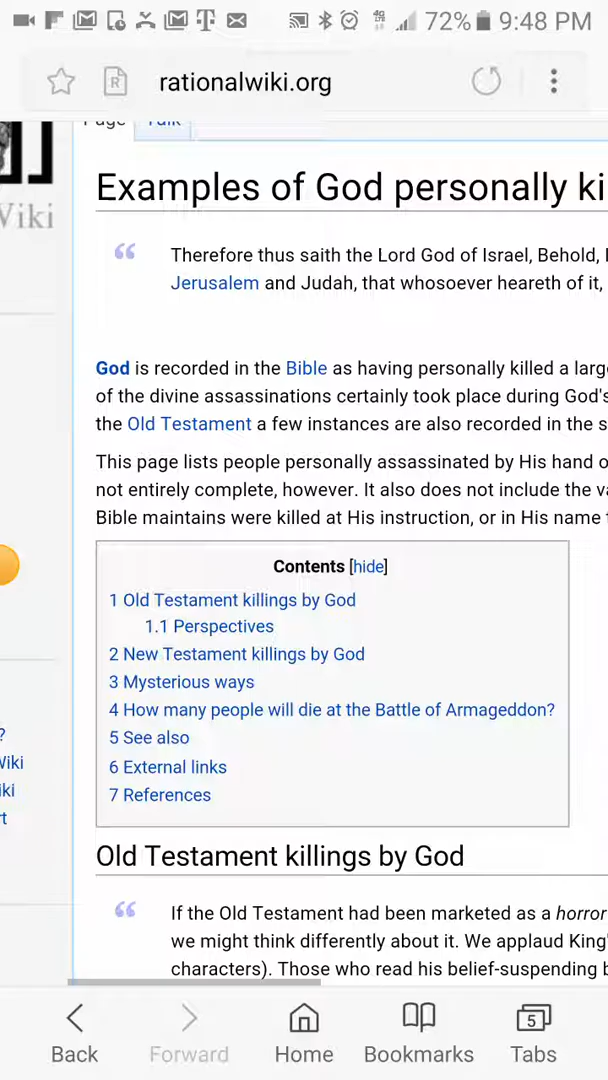 72% 9:48 PM
rationalwiki.org
Page Talk
Wiki
Examples of God personally ki
Therefore thus saith the Lord God of Israel, Behold, I
Jerusalem and Judah, that whosoever heareth of it,
God is recorded in the Bible as having personally killed a larg
of the divine assassinations certainly took place during God's
the Old Testament a few instances are also recorded in the s
This page lists people personally assassinated by His hand o
not entirely complete, however. It also does not include the va
Bible maintains were killed at His instruction, or in His name
Contents [hide]
1 Old Testament killings by God
1.1 Perspectives
2 New Testament killings by God
3 Mysterious ways
4 How many people will die at the Battle of Armageddon?
5 See also
6 External links
7 References
?
Wiki
iki
rt
Old Testament killings by God
If the Old Testament had been marketed as a horror
we might think differently about it. We applaud King'
characters). Those who read his belief-suspending b
Back Forward Home Bookmarks 5 Tabs